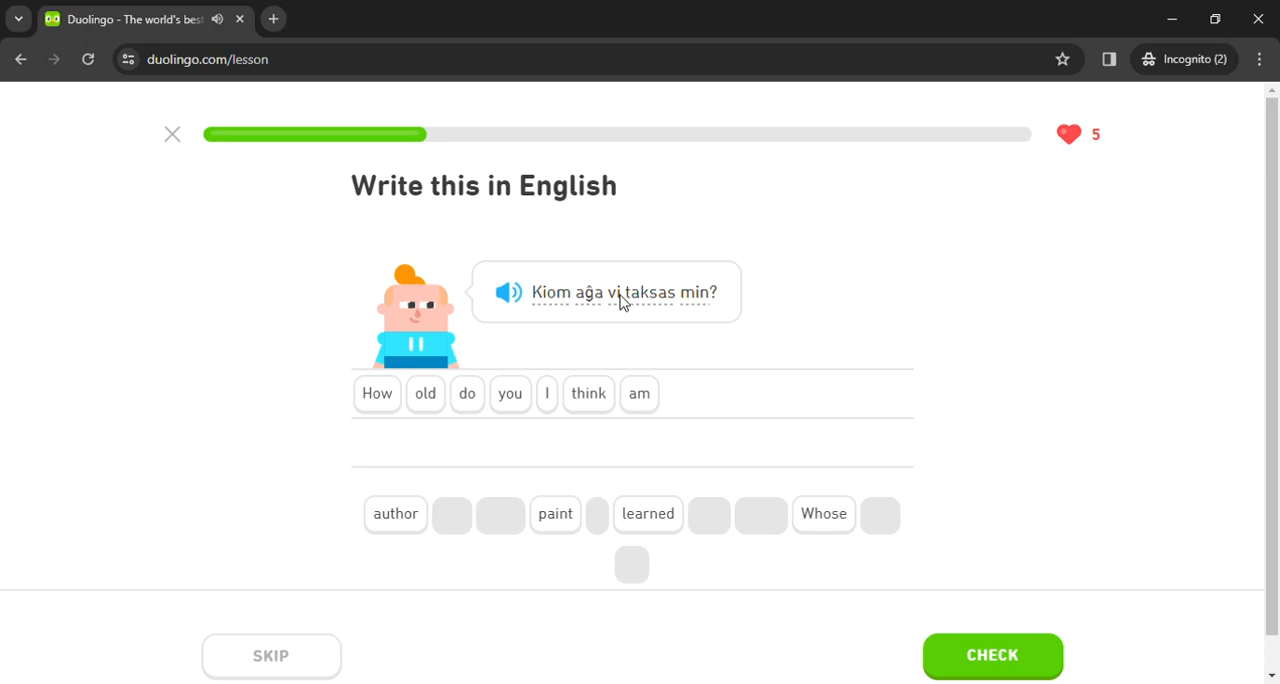 Duolingo - The world's bes
duolingo.com/lesson
Incognito (2)
5
Write this in English
Kiom aĝa vi taksas min?
How old do you I think am
author paint learned Whose
SKIP
CHECK